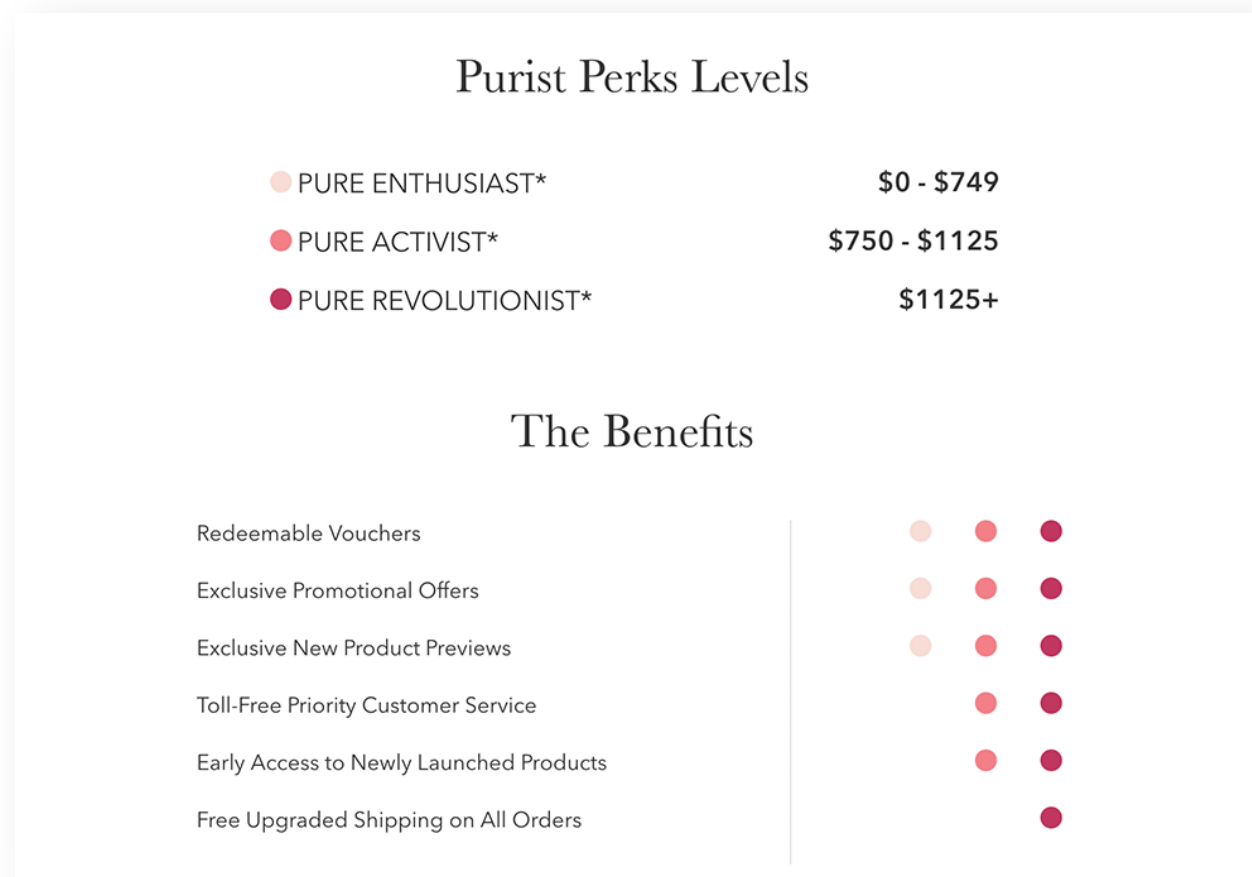 Purist Perks Levels
PURE ENTHUSIAST* $0 - $749
PURE ACTIVIST* $750 - $1125
PURE REVOLUTIONIST* $1125+
The Benefits
Redeemable Vouchers
Exclusive Promotional Offers
Exclusive New Product Previews
Toll-Free Priority Customer Service
Early Access to Newly Launched Products
Free Upgraded Shipping on All Orders